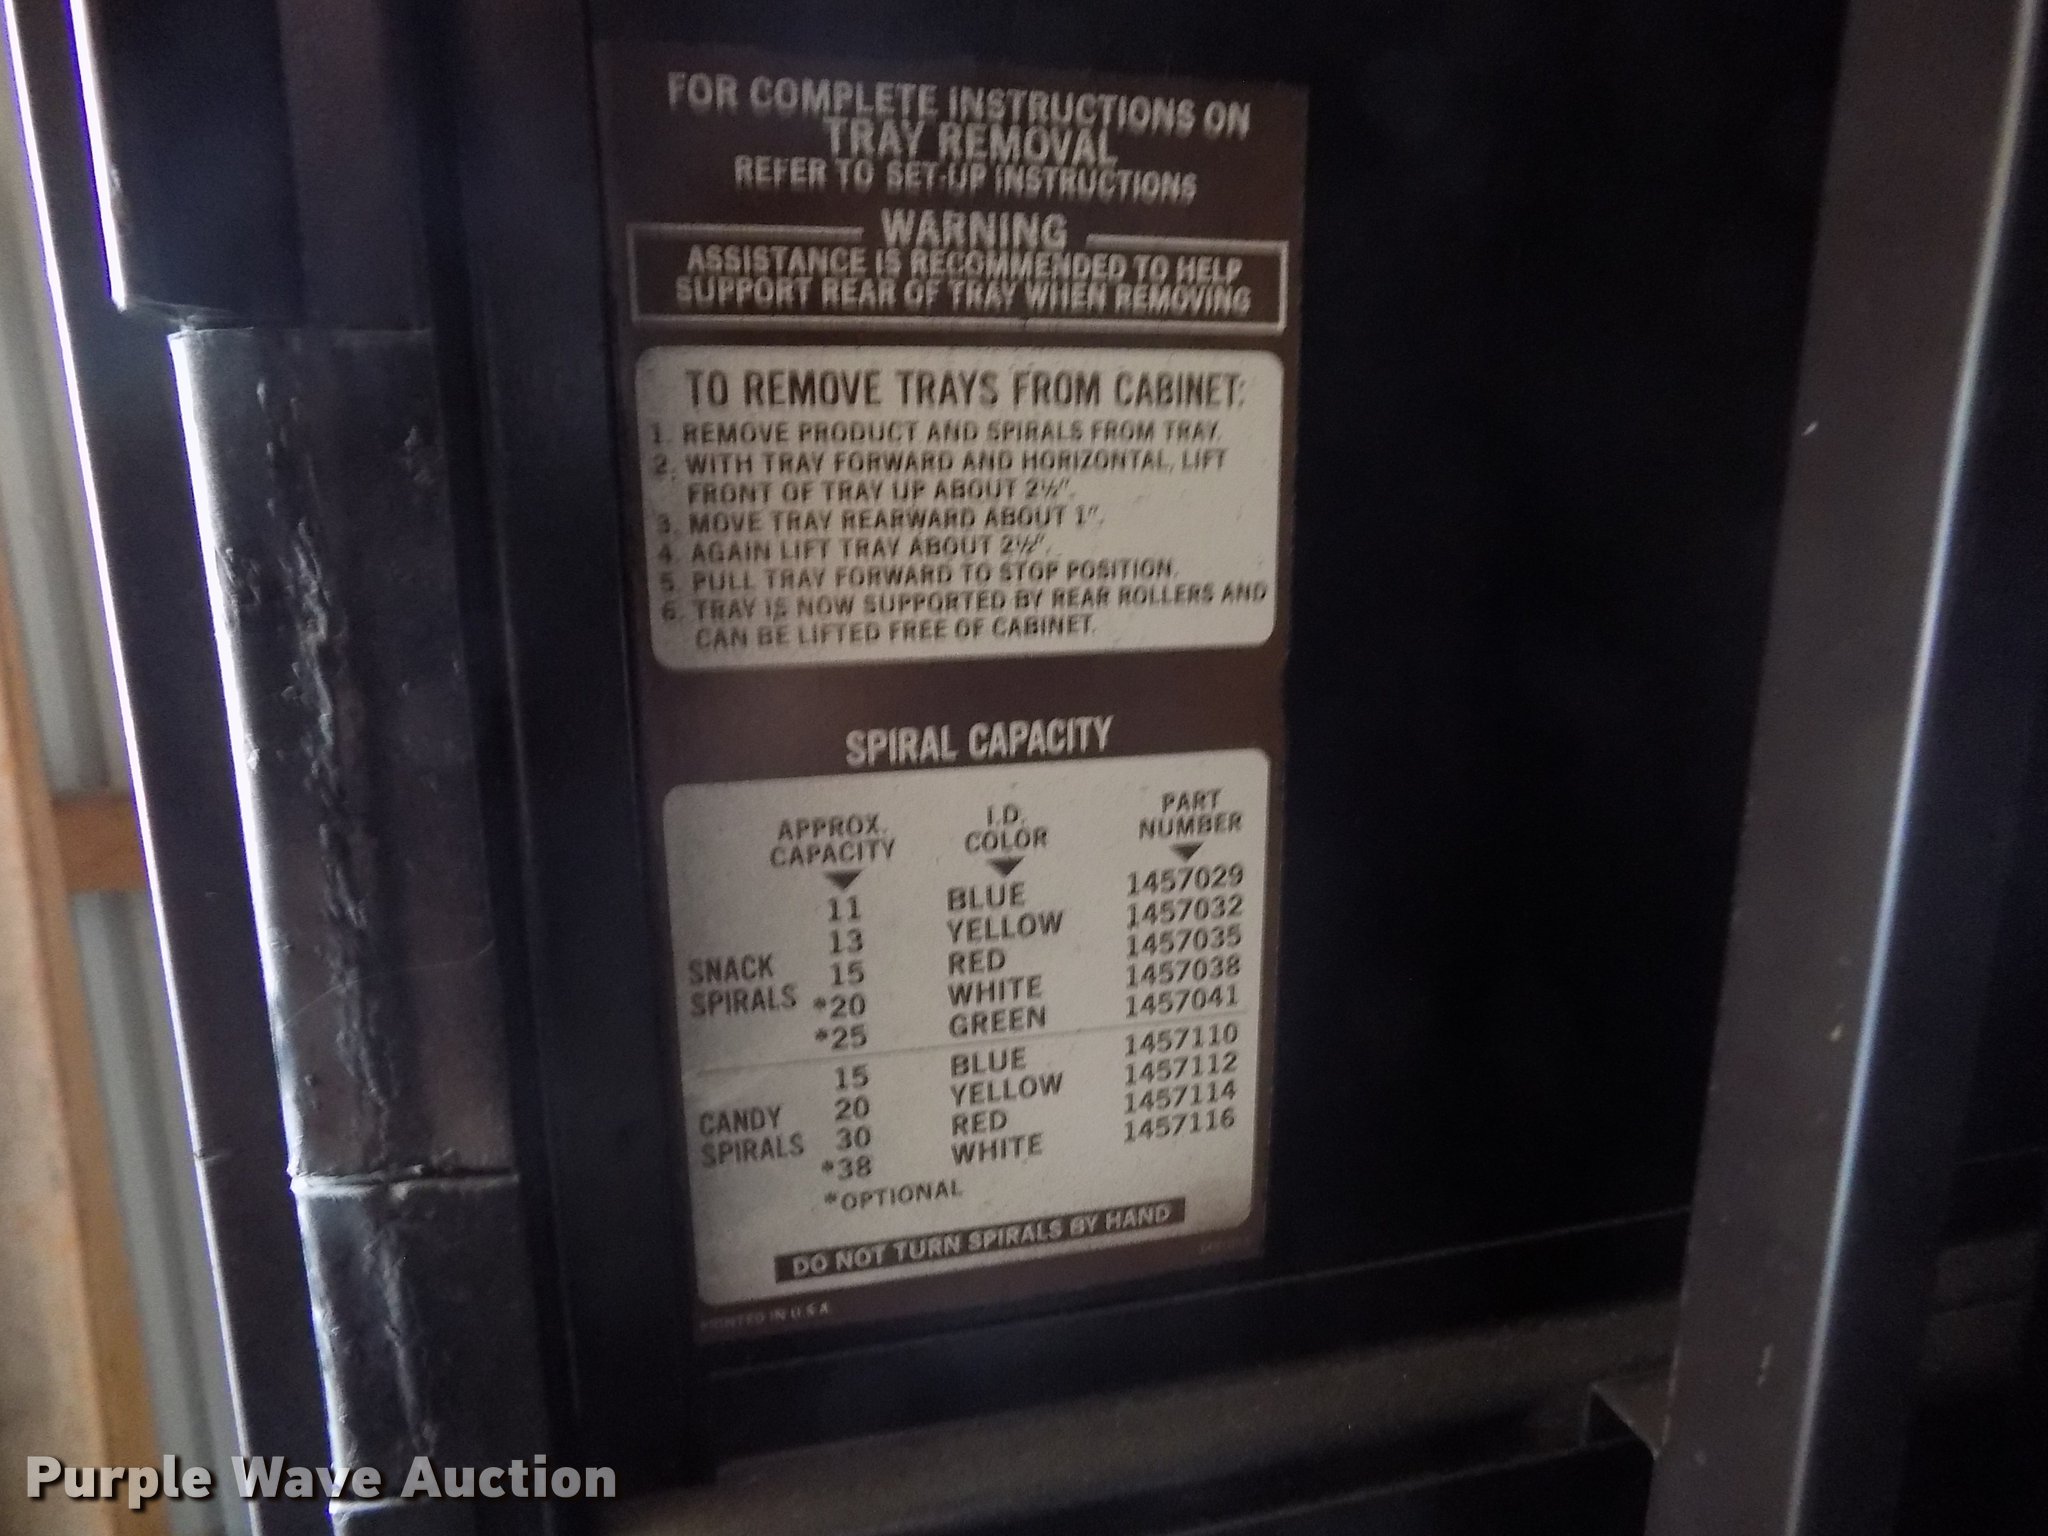 FOR COMPLETE INSTRUCTIONS ON
TRAY REMOVAL
REFER TO SET-UP INSTRUCTIONS
WARNING
ASSISTANCE IS RECOMMENDED TO HELP
SUPPORT REAR OF TRAY WHEN REMOVING
TO REMOVE TRAYS FROM CABINET:
1. REMOVE PRODUCT AND SPIRALS FROM TRAY.
2. WITH TRAY FORWARD AND HORIZONTAL, LIFT
FRONT OF TRAY UP ABOUT 2½".
3. MOVE TRAY REARWARD ABOUT 1".
4. AGAIN LIFT TRAY ABOUT 2½".
5. PULL TRAY FORWARD TO STOP POSITION.
6. TRAY IS NOW SUPPORTED BY REAR ROLLERS AND
CAN BE LIFTED FREE OF CABINET.
SPIRAL CAPACITY
APPROX. CAPACITY I.D. COLOR PART NUMBER
SNACK SPIRALS
11 BLUE 1457029
13 YELLOW 1457032
15 RED 1457035
*20 WHITE 1457038
*25 GREEN 1457041
CANDY SPIRALS
15 BLUE 1457110
20 YELLOW 1457112
30 RED 1457114
*38 WHITE 1457116
*OPTIONAL
DO NOT TURN SPIRALS BY HAND
PRINTED IN U.S.A.
Purple Wave Auction